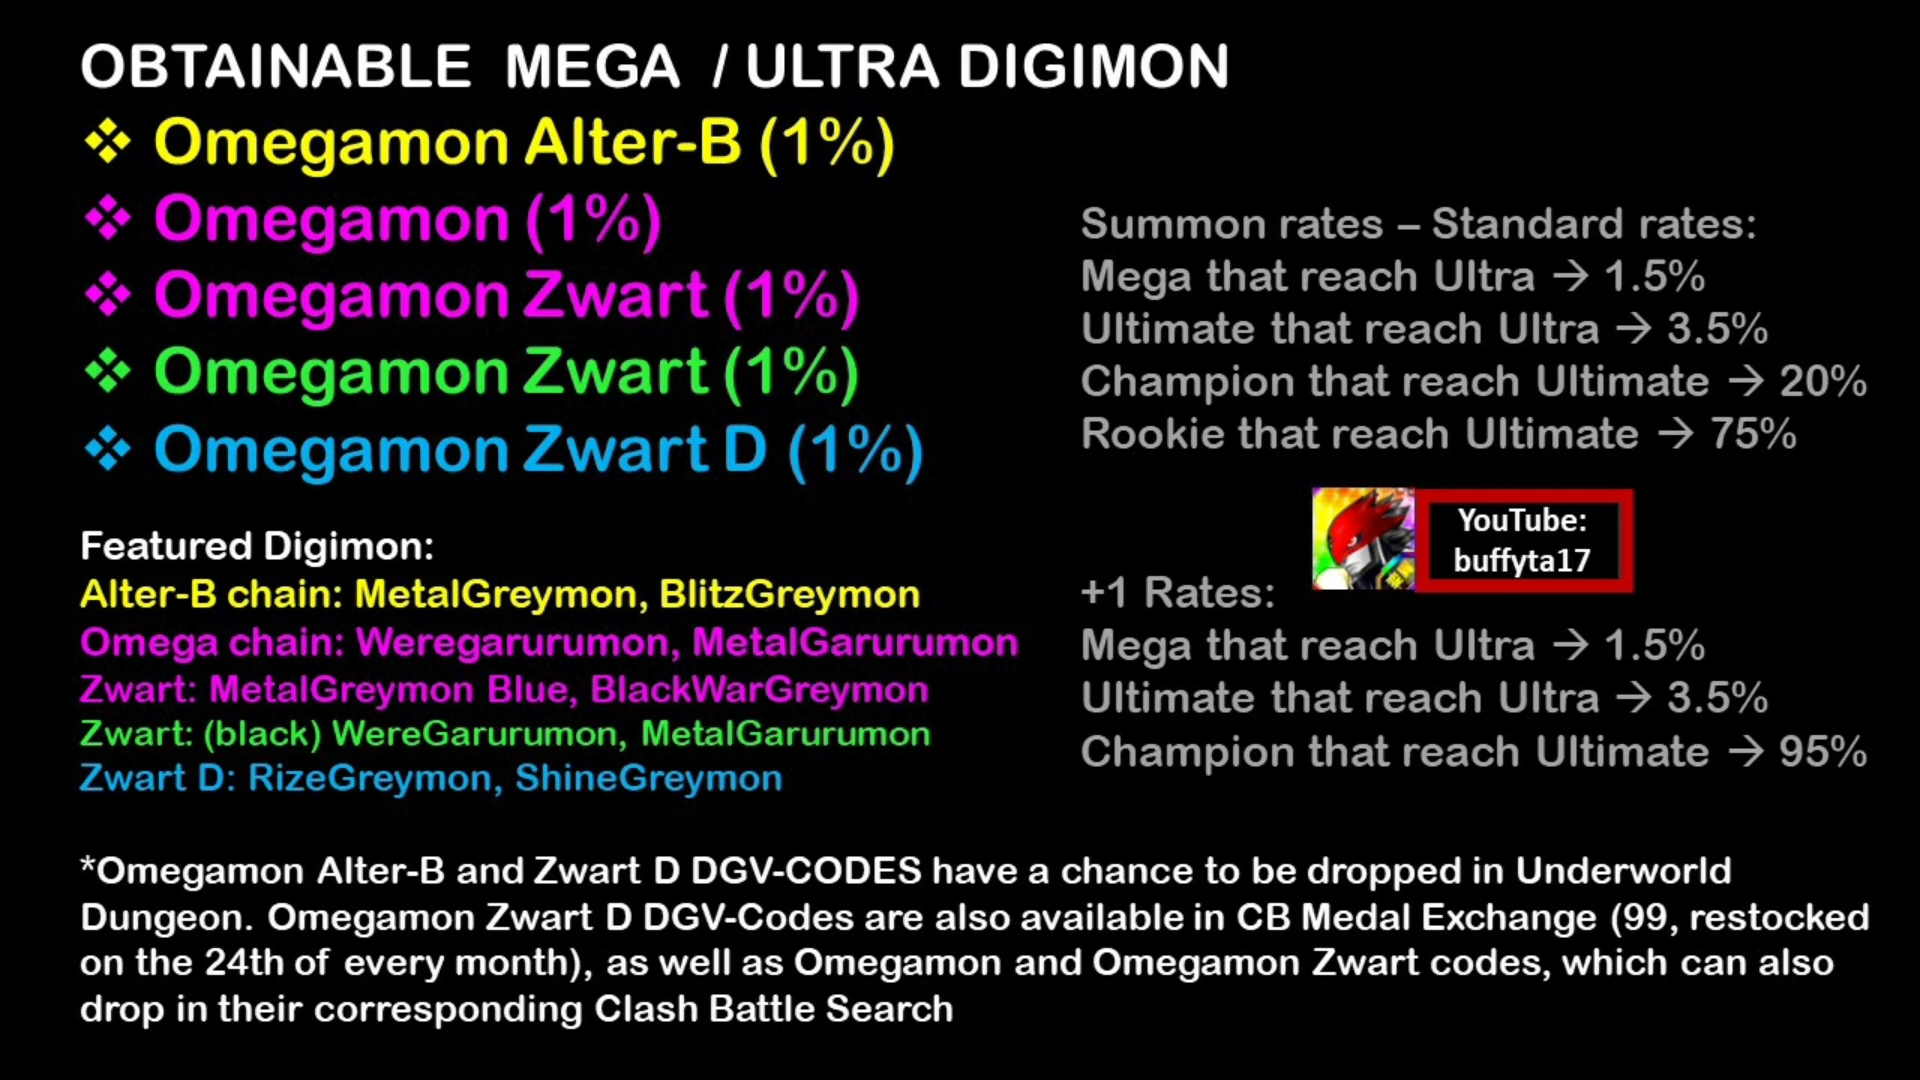 OBTAINABLE MEGA / ULTRA DIGIMON
❖ Omegamon Alter-B (1%)
❖ Omegamon (1%)
❖ Omegamon Zwart (1%)
❖ Omegamon Zwart (1%)
❖ Omegamon Zwart D (1%)
Featured Digimon:
Alter-B chain: MetalGreymon, BlitzGreymon
Omega chain: Weregarurumon, MetalGarurumon
Zwart: MetalGreymon Blue, BlackWarGreymon
Zwart: (black) WereGarurumon, MetalGarurumon
Zwart D: RizeGreymon, ShineGreymon
Summon rates – Standard rates:
Mega that reach Ultra → 1.5%
Ultimate that reach Ultra → 3.5%
Champion that reach Ultimate → 20%
Rookie that reach Ultimate → 75%
YouTube:
buffyta17
+1 Rates:
Mega that reach Ultra → 1.5%
Ultimate that reach Ultra → 3.5%
Champion that reach Ultimate → 95%
*Omegamon Alter-B and Zwart D DGV-CODES have a chance to be dropped in Underworld
Dungeon. Omegamon Zwart D DGV-Codes are also available in CB Medal Exchange (99, restocked
on the 24th of every month), as well as Omegamon and Omegamon Zwart codes, which can also
drop in their corresponding Clash Battle Search